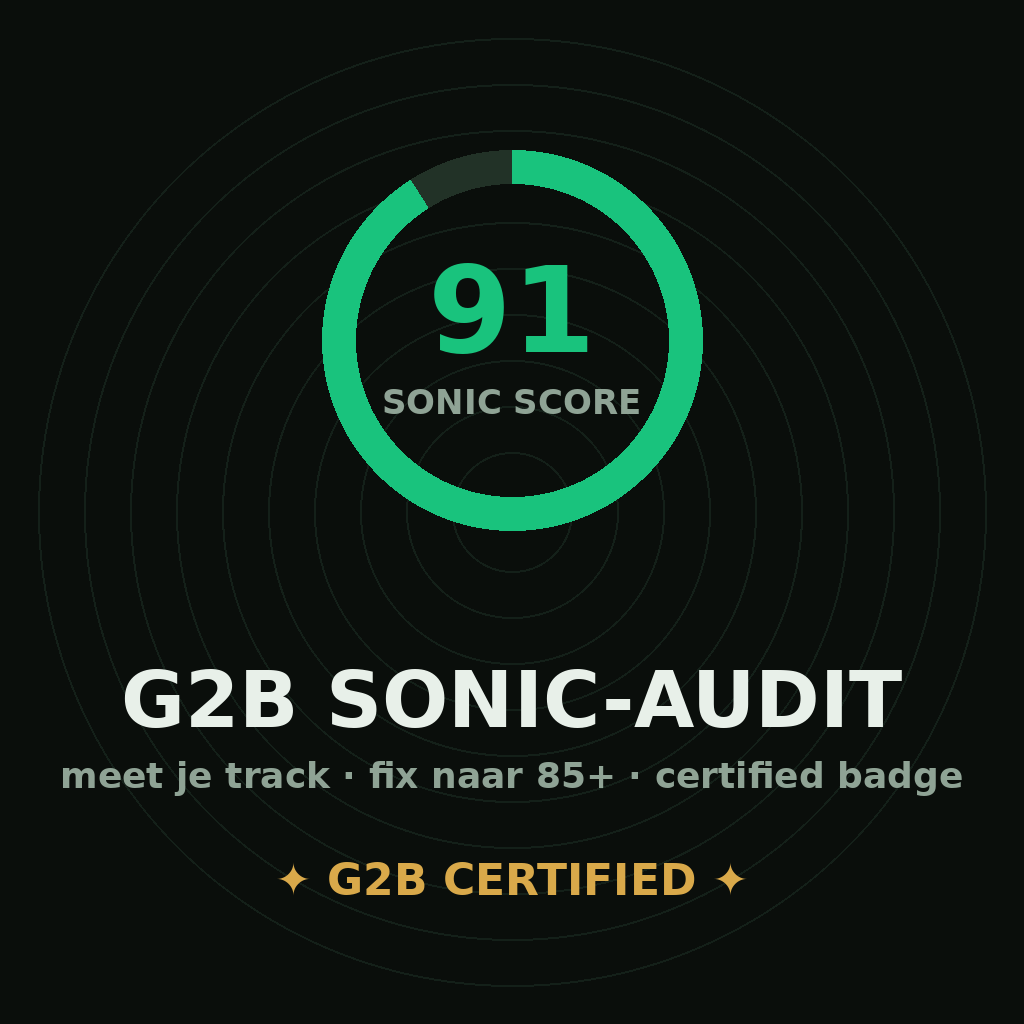 91
SONIC SCORE
G2B SONIC-AUDIT
meet je track · fix naar 85+ · certified badge
✦ G2B CERTIFIED ✦